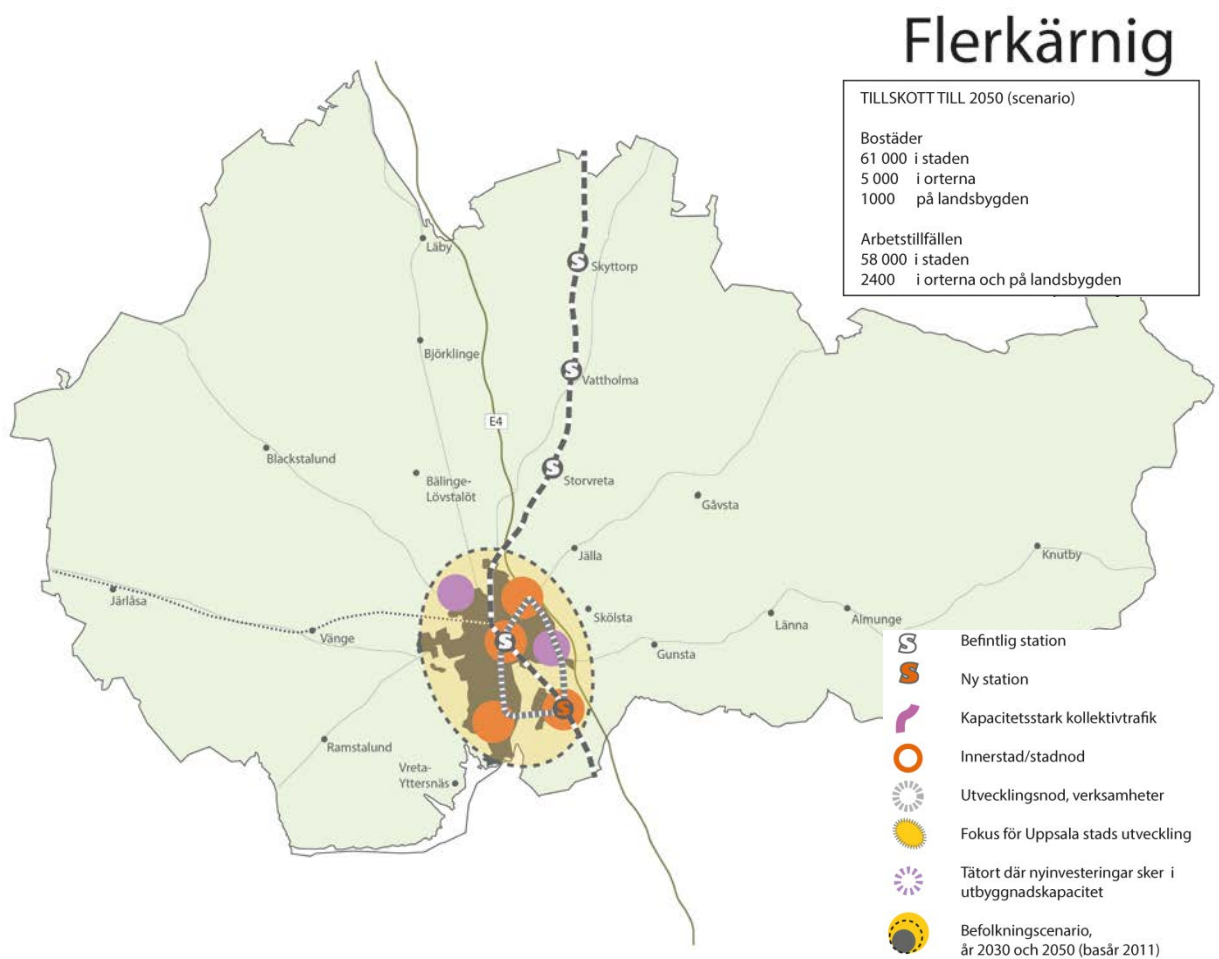 Flerkärnig
TILLSKOTT TILL 2050 (scenario)
Bostäder
61 000 i staden
5 000 i orterna
1000 på landsbygden
Arbetstillfällen
58 000 i staden
2400 i orterna och på landsbygden
Läby
S
Skyttorp
Björklinge
S
Vattholma
E4
Blackstalund
Bälinge-
Lövstalöt
S
Storvreta
Gåvsta
Jälla
Knutby
Järlåsa
Skölsta
Länna
Almunge
Vänge
S
Gunsta
S
Ramstalund
Vreta-
Yttersnäs
S Befintlig station
S Ny station
Kapacitetsstark kollektivtrafik
Innerstad/stadnod
Utvecklingsnod, verksamheter
Fokus för Uppsala stads utveckling
Tätort där nyinvesteringar sker i
utbyggnadskapacitet
Befolkningscenario,
år 2030 och 2050 (basår 2011)